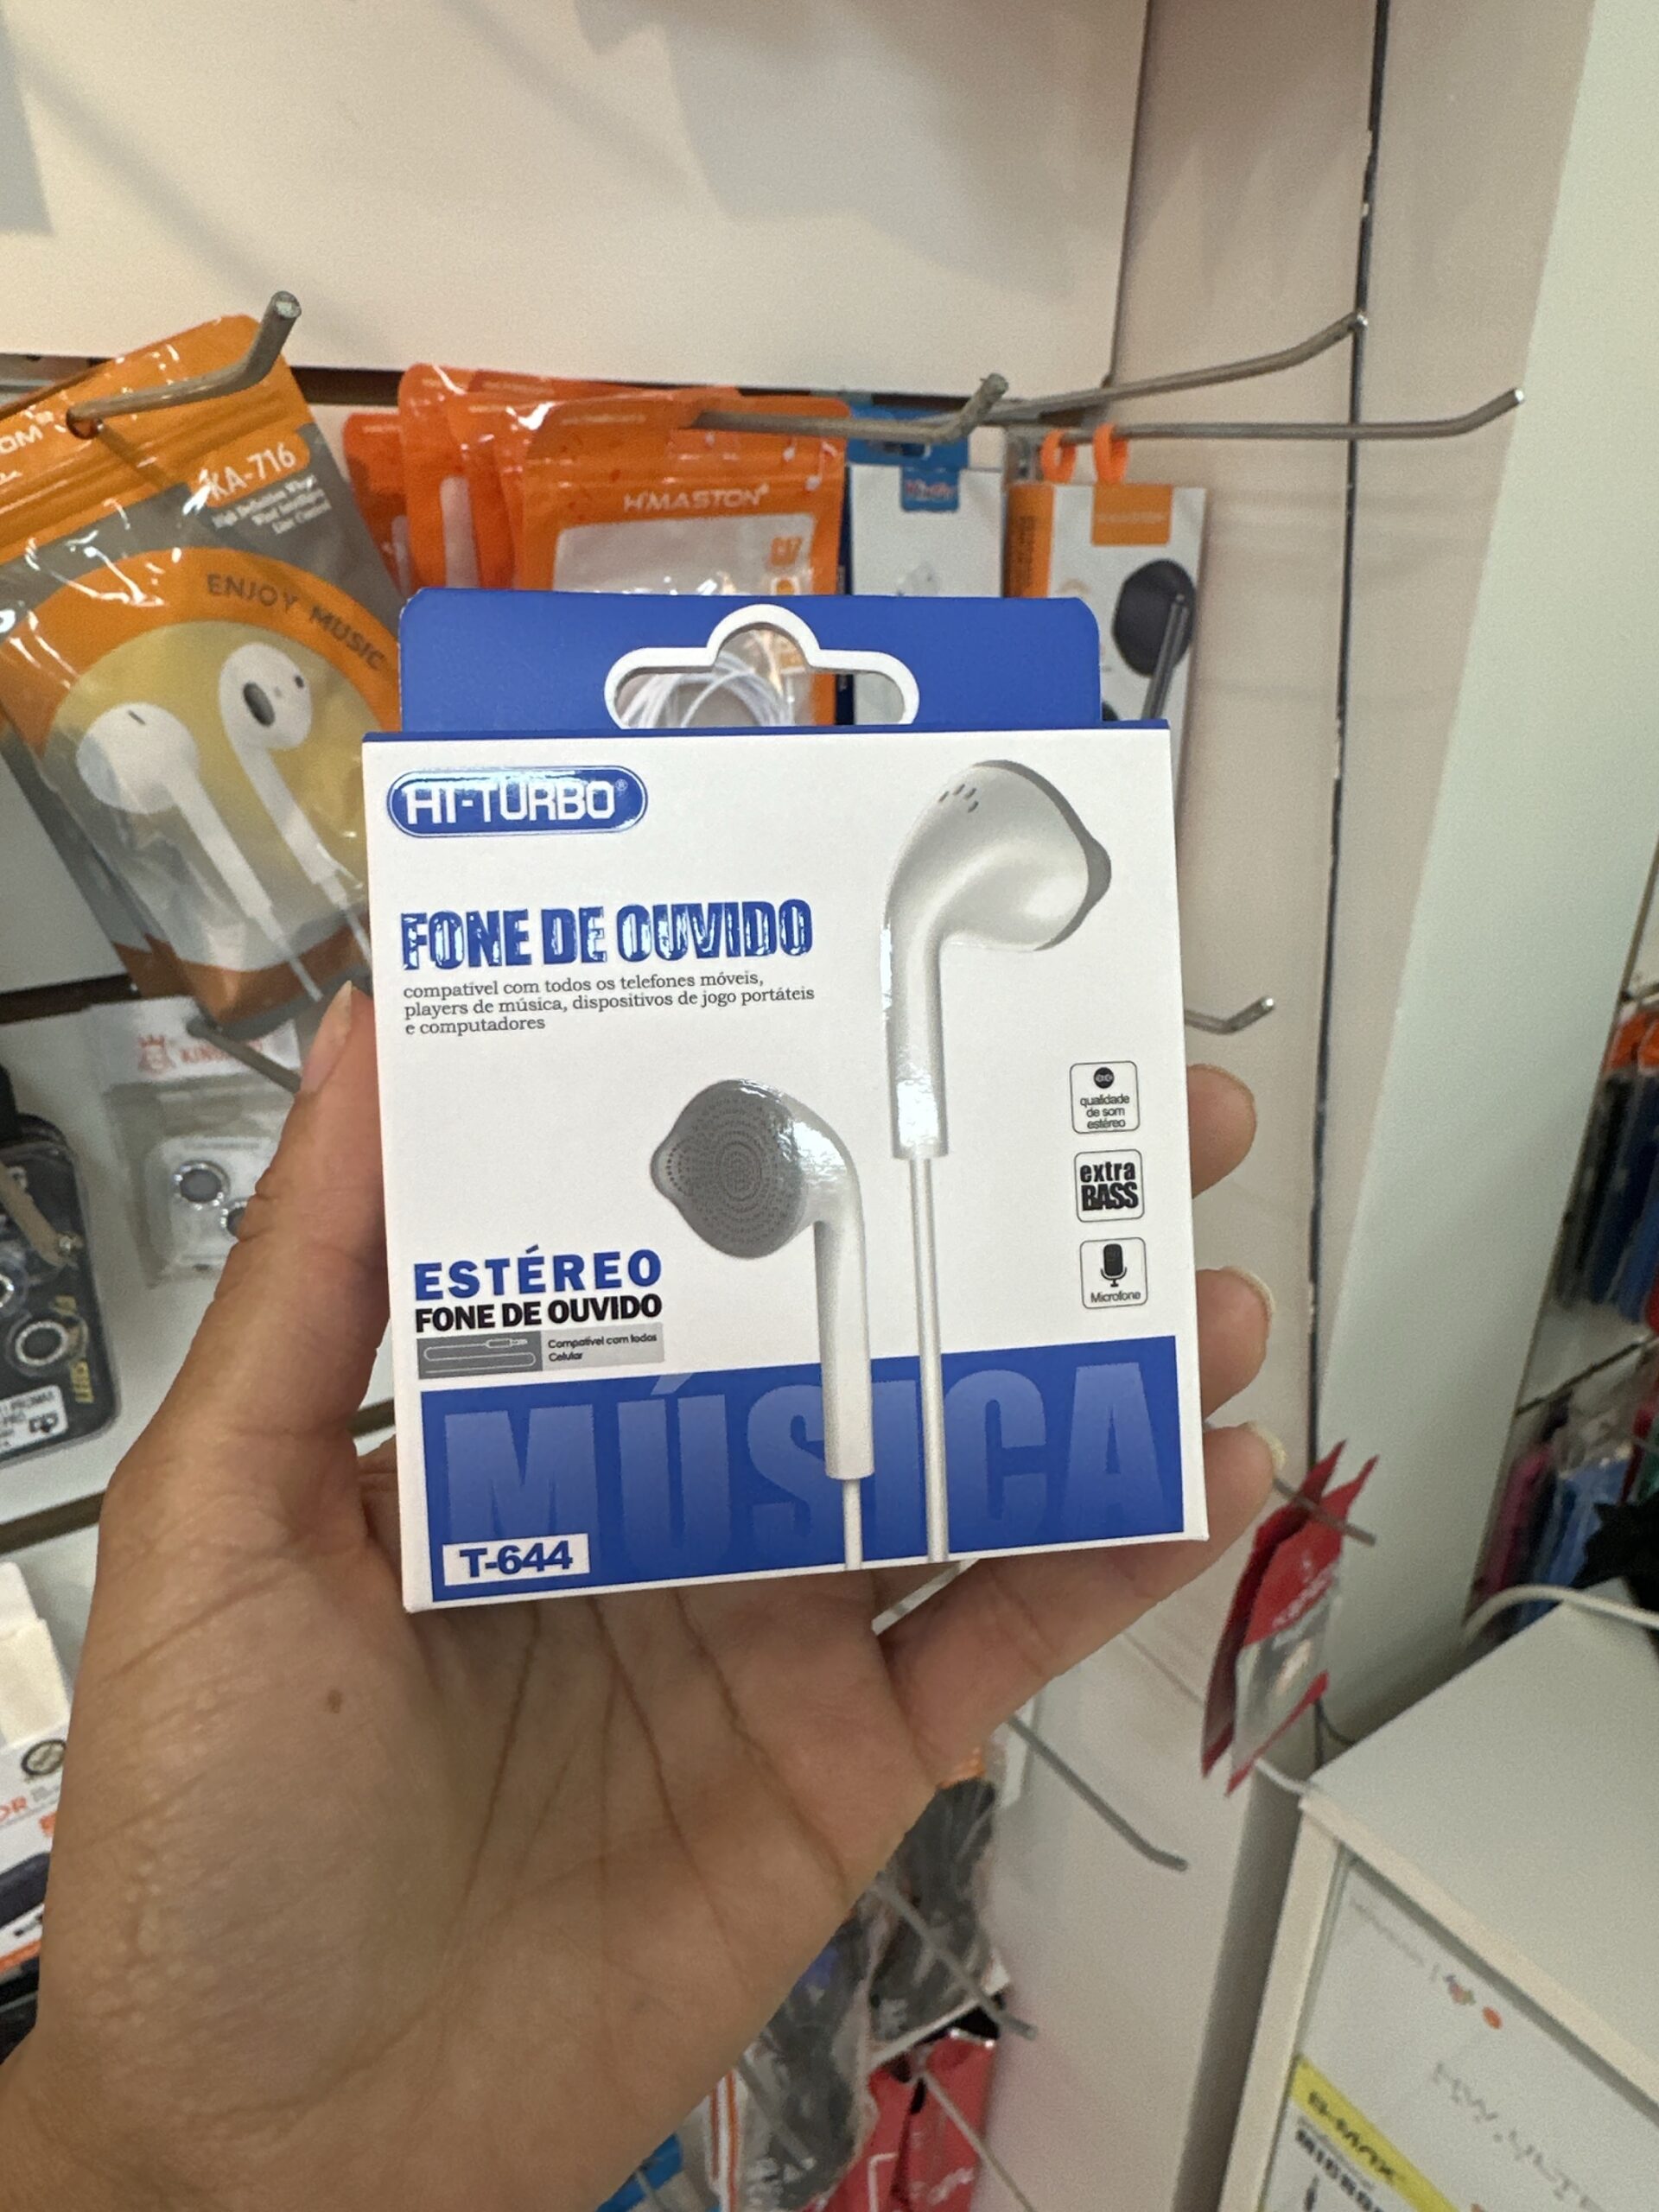 KA-716
ENJOY MUSIC
H'MASTON®
HI-TURBO®
FONE DE OUVIDO
compatível com todos os telefones móveis,
players de música, dispositivos de jogo portáteis
e computadores
qualidade
de som
estéreo
extra
BASS
Microfone
ESTÉREO
FONE DE OUVIDO
Compatível com todos
Celular
MÚSICA
T-644